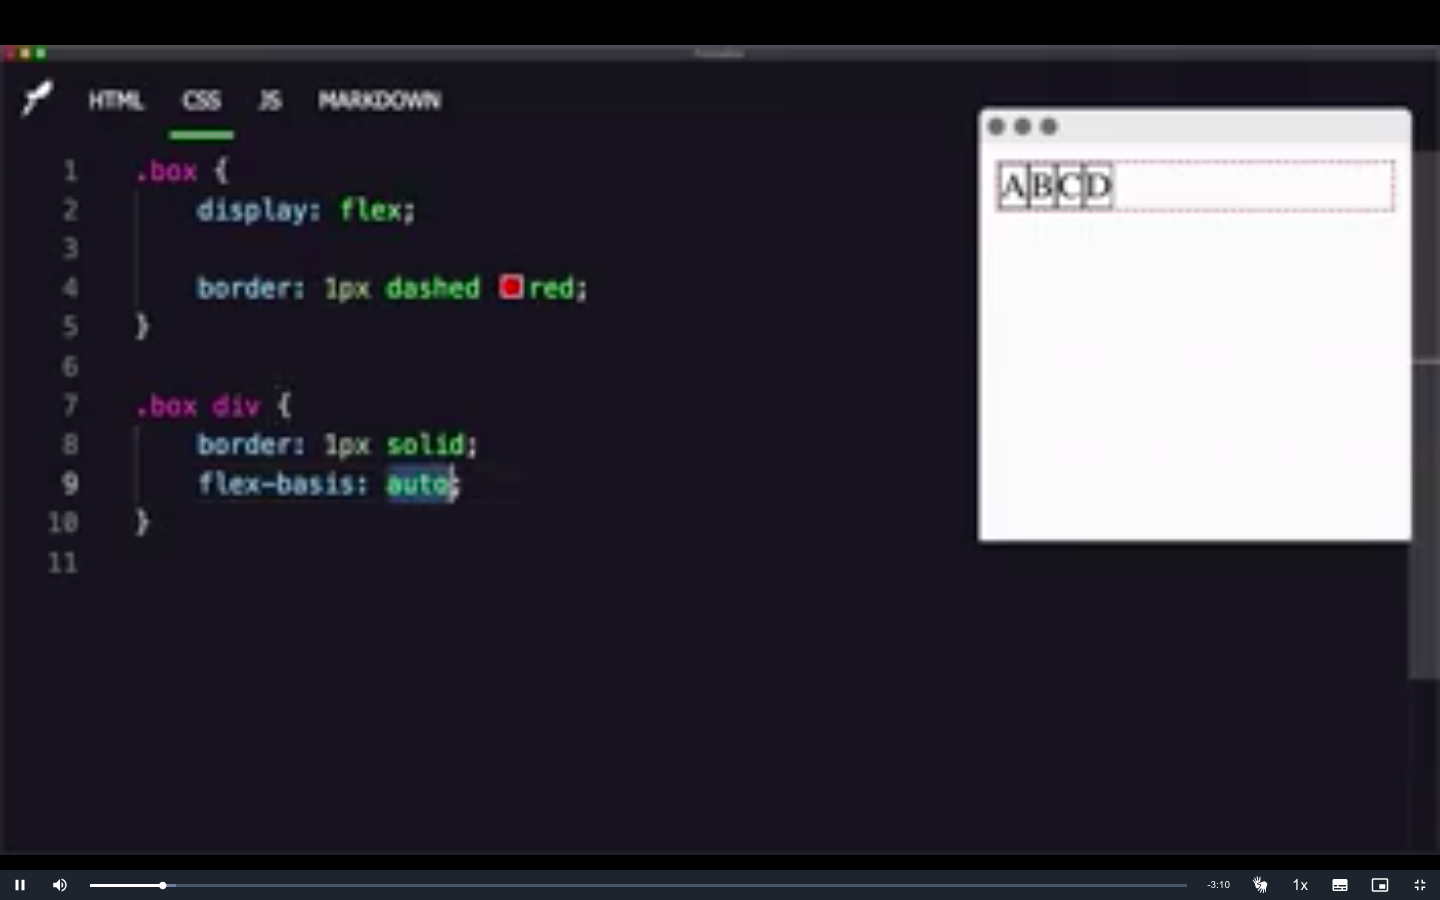 HTML CSS JS MARKDOWN
1 .box {
2 display: flex;
3
4 border: 1px dashed red;
5 }
6
7 .box div {
8 border: 1px solid;
9 flex-basis: auto;
10 }
11
ABCD
-3:10
1x